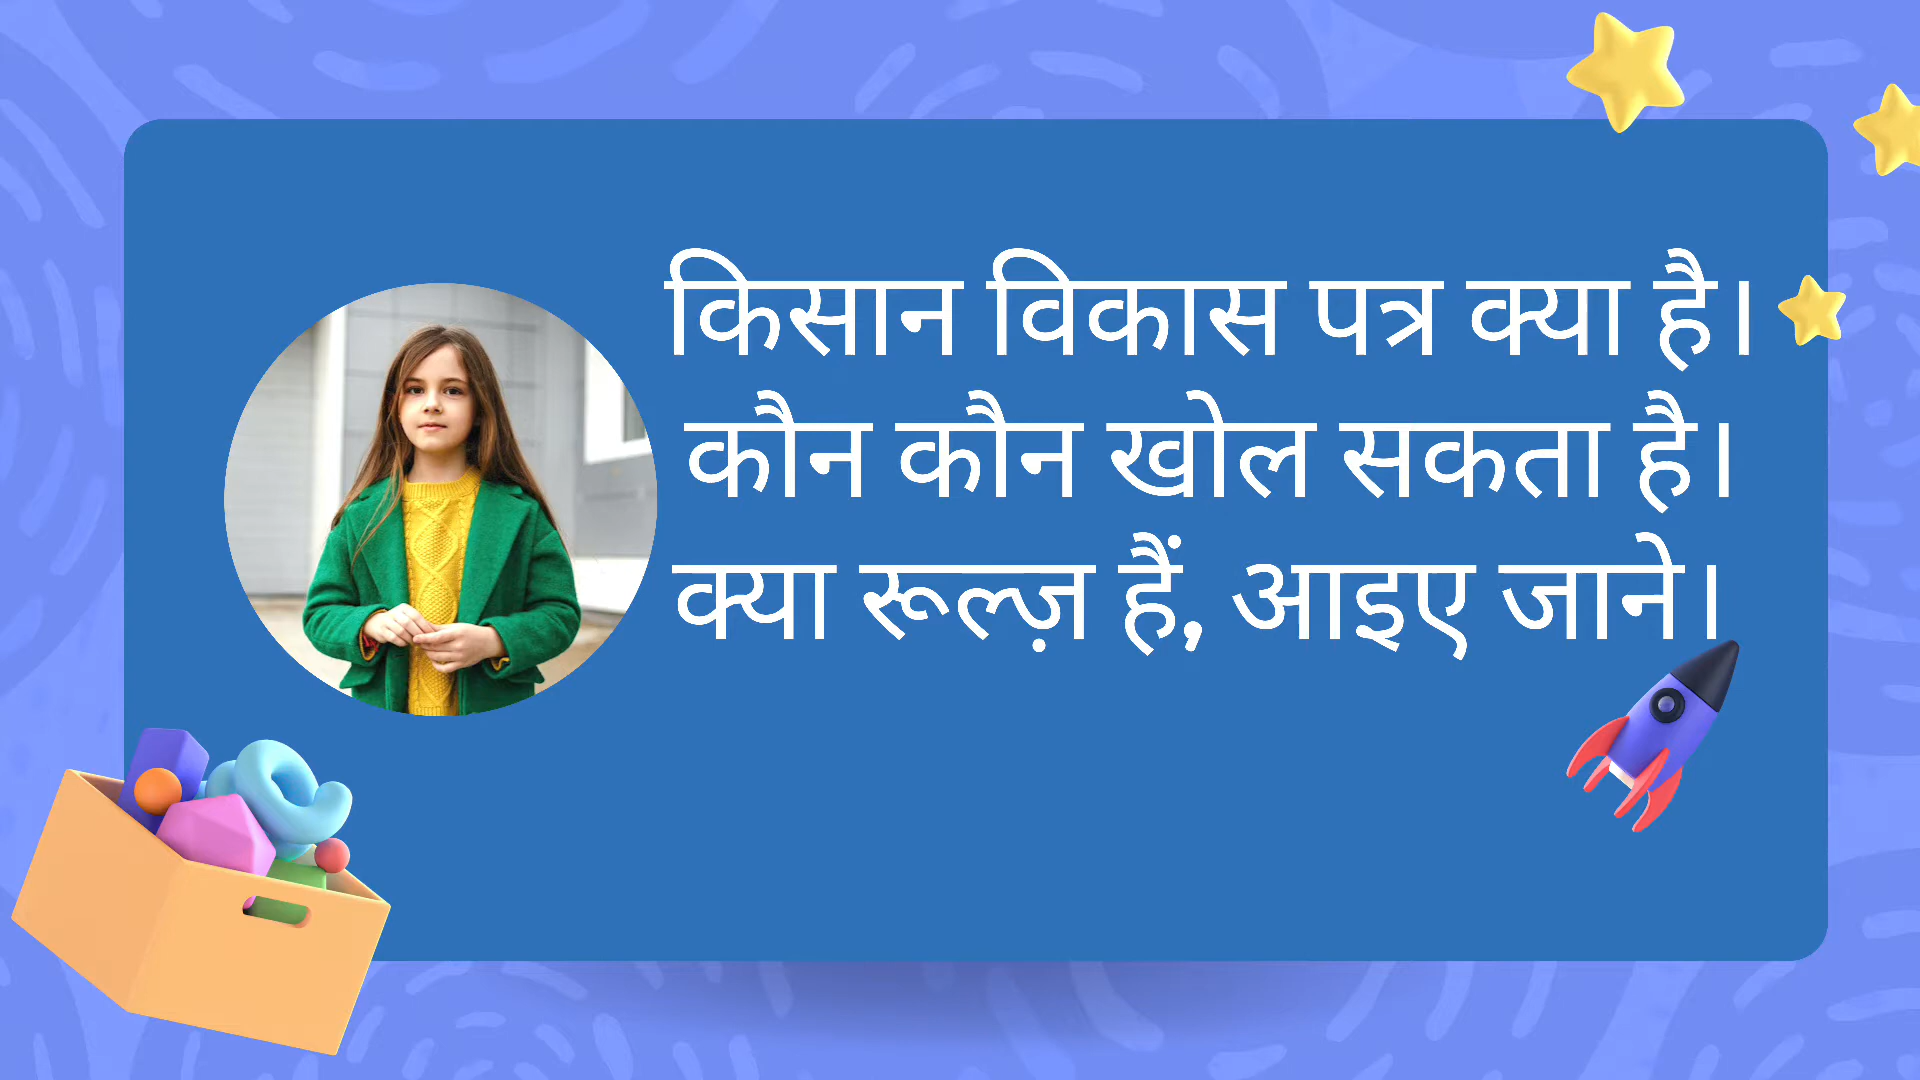 किसान विकास पत्र क्या है।
कौन कौन खोल सकता है।
क्या रूल्ज़ हैं, आइए जाने।